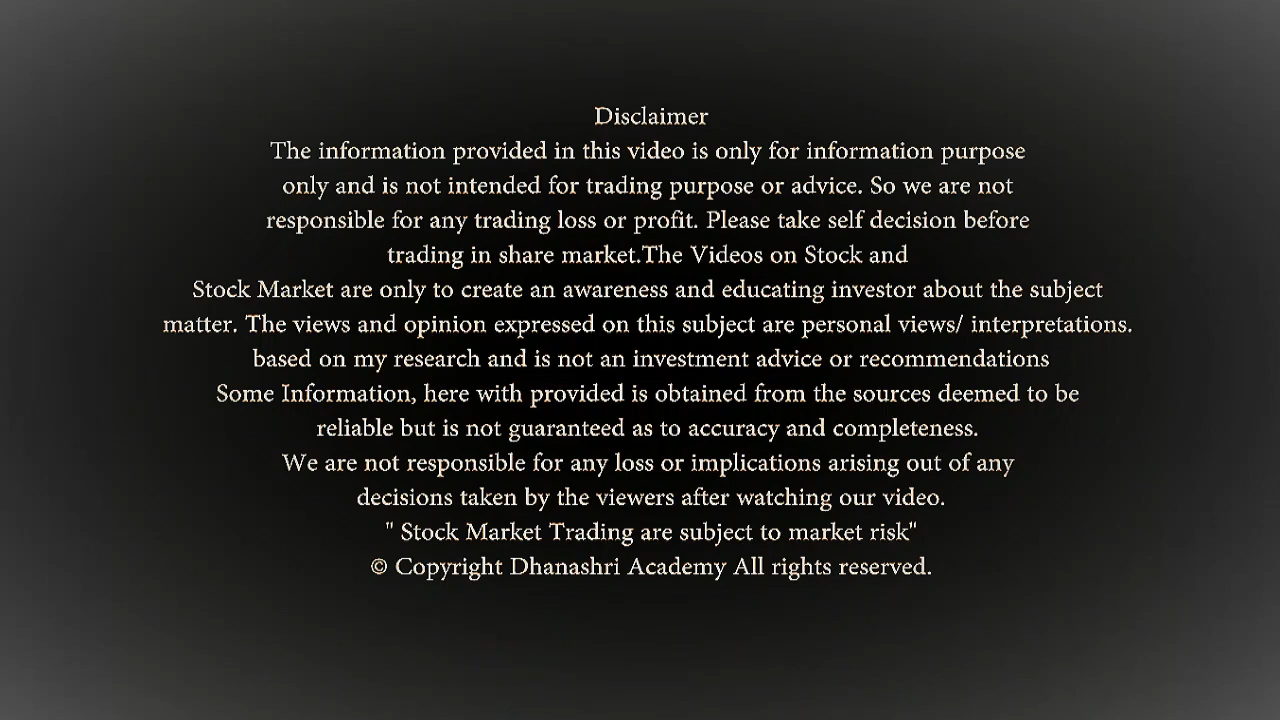 Disclaimer
The information provided in this video is only for information purpose
only and is not intended for trading purpose or advice. So we are not
responsible for any trading loss or profit. Please take self decision before
trading in share market.The Videos on Stock and
Stock Market are only to create an awareness and educating investor about the subject
matter. The views and opinion expressed on this subject are personal views/ interpretations.
based on my research and is not an investment advice or recommendations
Some Information, here with provided is obtained from the sources deemed to be
reliable but is not guaranteed as to accuracy and completeness.
We are not responsible for any loss or implications arising out of any
decisions taken by the viewers after watching our video.
" Stock Market Trading are subject to market risk"
© Copyright Dhanashri Academy All rights reserved.